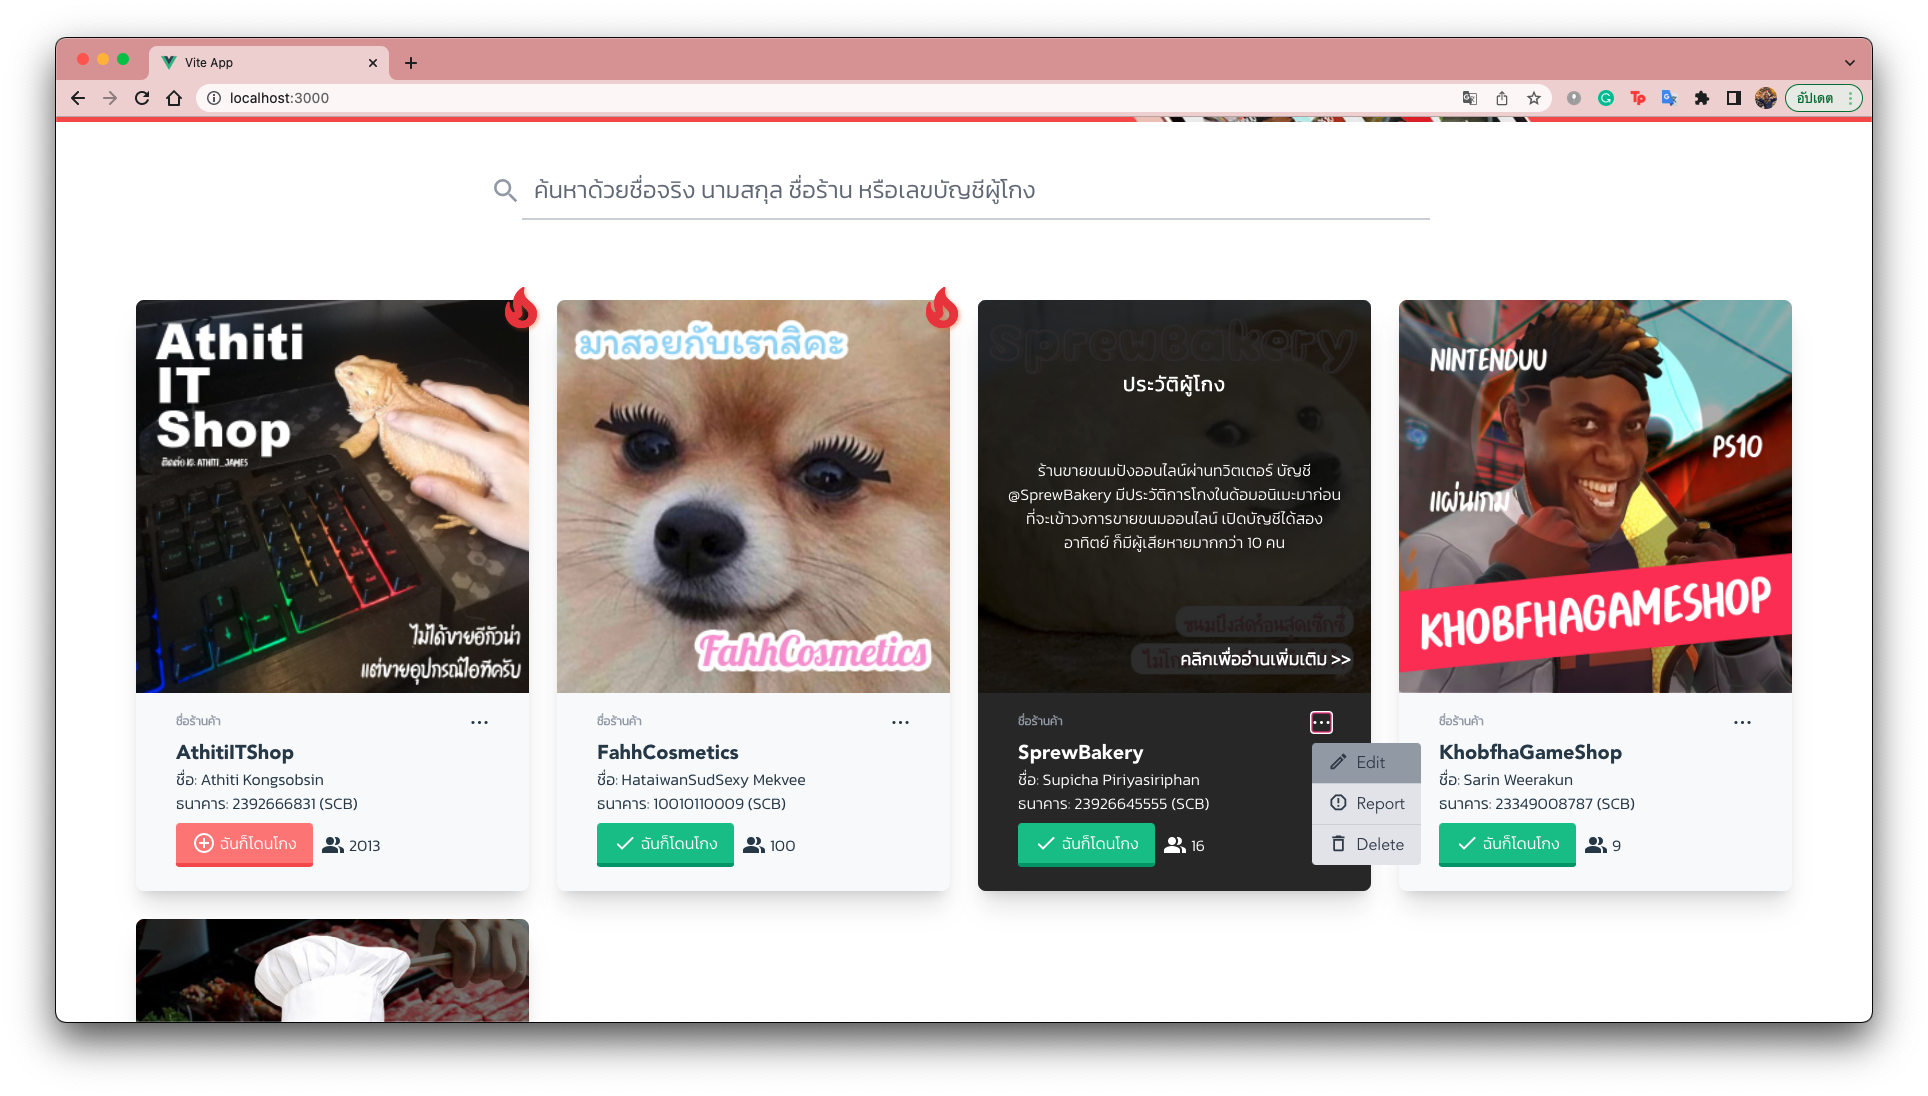 Vite App
localhost:3000
อัปเดต
ค้นหาด้วยชื่อจริง นามสกุล ชื่อร้าน หรือเลขบัญชีผู้โกง
Athiti
IT
Shop
ติดต่อ IG: ATHITI_JAMES
ไม่ได้ขายอีกัวน่า
แต่ขายอุปกรณ์ไอทีครับ
ชื่อร้านค้า
AthitiITShop
ชื่อ: Athiti Kongsobsin
ธนาคาร: 2392666831 (SCB)
ฉันก็โดนโกง
2013
มาสวยกับเราสิคะ
FahhCosmetics
ชื่อร้านค้า
FahhCosmetics
ชื่อ: HataiwanSudSexy Mekvee
ธนาคาร: 10010110009 (SCB)
ฉันก็โดนโกง
100
SprewBakery
ประวัติผู้โกง
ร้านขายขนมปังออนไลน์ผ่านทวิตเตอร์ บัญชี
@SprewBakery มีประวัติการโกงในด้อมอนิเมะมาก่อน
ที่จะเข้าวงการขายขนมออนไลน์ เปิดบัญชีได้สอง
อาทิตย์ ก็มีผู้เสียหายมากกว่า 10 คน
ขนมปังสดร้อนสุดเซ็กซี่
คลิกเพื่ออ่านเพิ่มเติม >>
ชื่อร้านค้า
SprewBakery
ชื่อ: Supicha Piriyasiriphan
ธนาคาร: 23926645555 (SCB)
ฉันก็โดนโกง
16
Edit
Report
Delete
NINTENDUU
PS10
แผ่นเกม
KHOBFHAGAMESHOP
ชื่อร้านค้า
KhobfhaGameShop
ชื่อ: Sarin Weerakun
ธนาคาร: 23349008787 (SCB)
ฉันก็โดนโกง
9